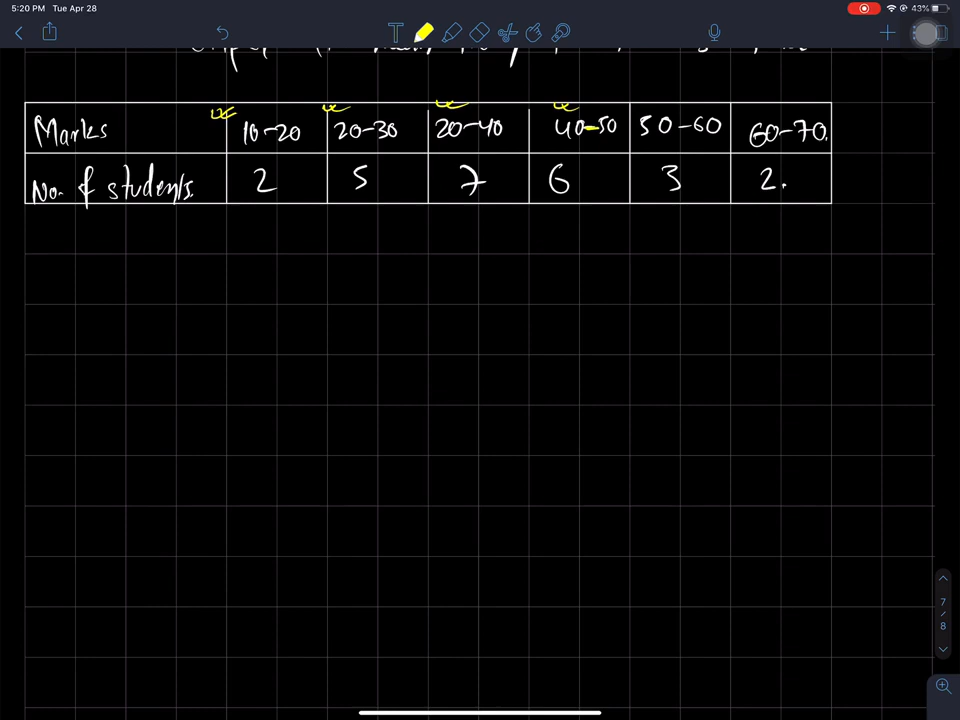 5:20 PM Tue Apr 28 43%
Marks 10-20 20-30 20-40 40-50 50-60 60-70.
No. of students. 2 5 7 6 3 2.
7
8